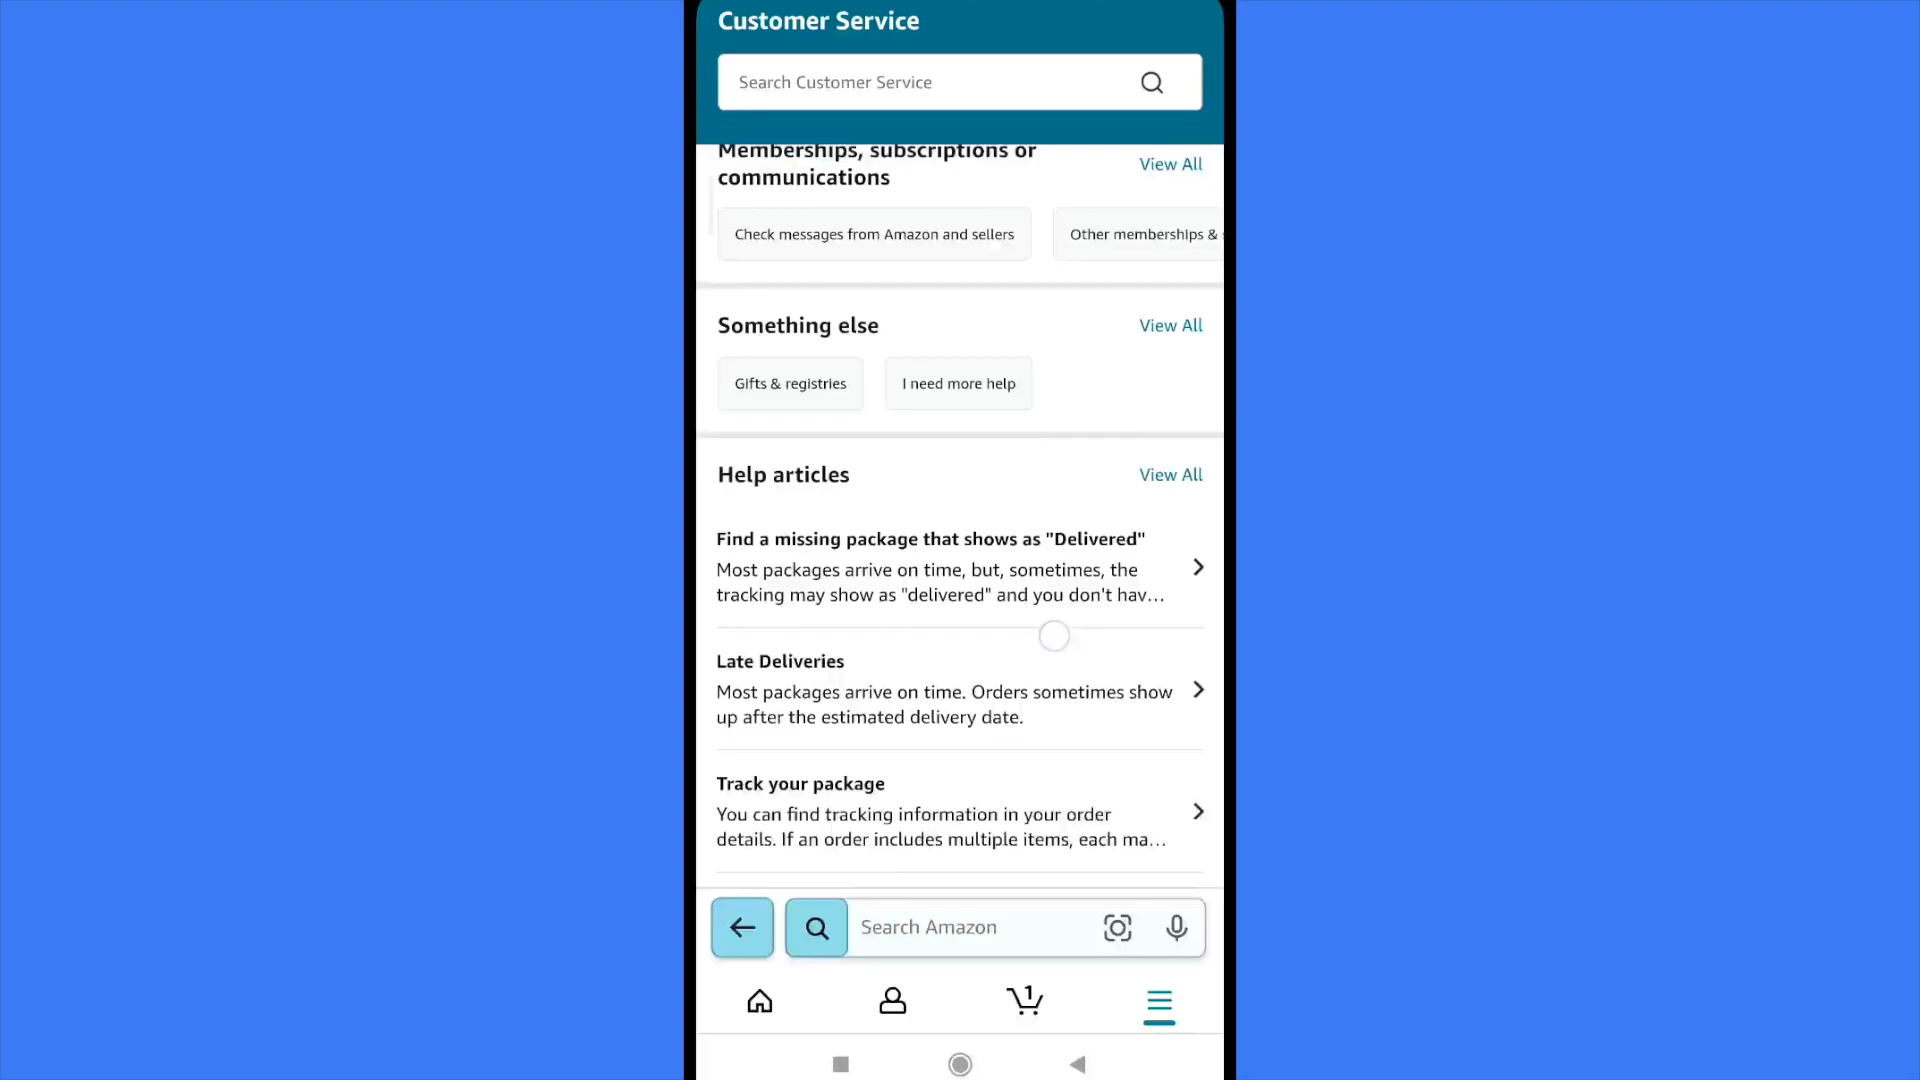 Customer Service
Search Customer Service
Memberships, subscriptions or
communications
View All
Check messages from Amazon and sellers
Other memberships &
Something else
View All
Gifts & registries
I need more help
Help articles
View All
Find a missing package that shows as "Delivered"
Most packages arrive on time, but, sometimes, the
tracking may show as "delivered" and you don't hav...
Late Deliveries
Most packages arrive on time. Orders sometimes show
up after the estimated delivery date.
Track your package
You can find tracking information in your order
details. If an order includes multiple items, each ma...
Search Amazon
1